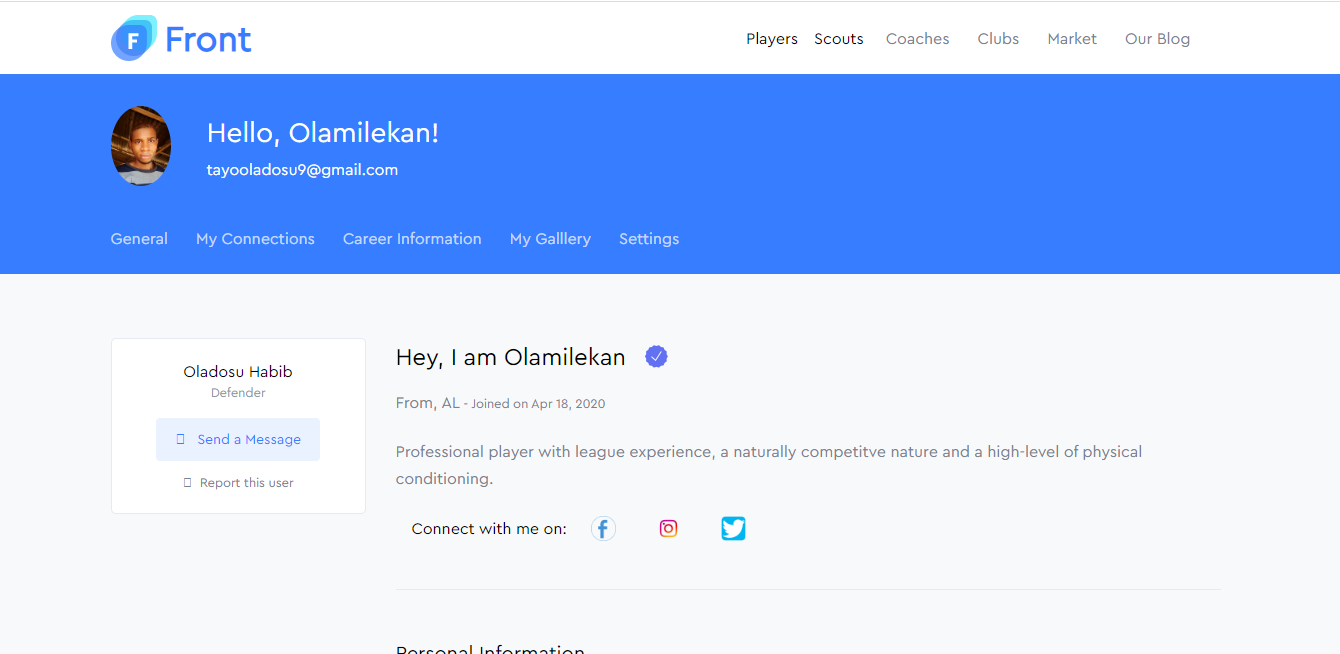 F Front
Players Scouts Coaches Clubs Market Our Blog
Hello, Olamilekan!
tayooladosu9@gmail.com
General My Connections Career Information My Galllery Settings
Oladosu Habib
Defender
Send a Message
Report this user
Hey, I am Olamilekan
From, AL - Joined on Apr 18, 2020
Professional player with league experience, a naturally competitve nature and a high-level of physical
conditioning.
Connect with me on:
Personal Information